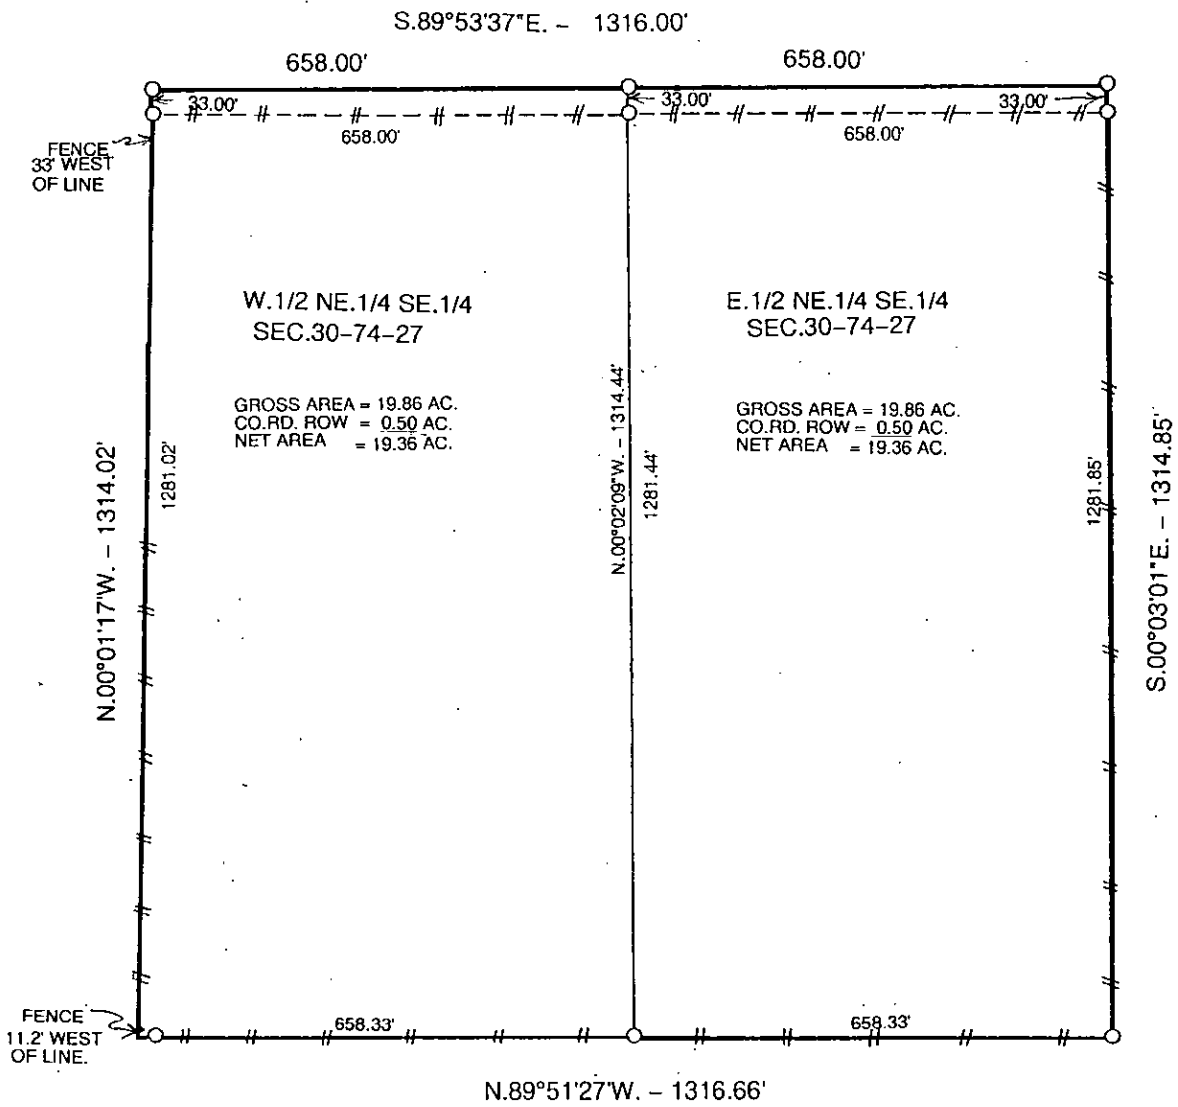 S.89°53'37"E. – 1316.00'
658.00'
658.00'
33.00'
33.00'
33.00'
658.00'
658.00'
FENCE
33' WEST
OF LINE
W.1/2 NE.1/4 SE.1/4
SEC.30–74–27
E.1/2 NE.1/4 SE.1/4
SEC.30–74–27
GROSS AREA = 19.86 AC.
CO.RD. ROW = 0.50 AC.
NET AREA = 19.36 AC.
GROSS AREA = 19.86 AC.
CO.RD. ROW = 0.50 AC.
NET AREA = 19.36 AC.
N.00°01'17"W. – 1314.02'
1281.02'
N.00°02'09"W. – 1314.44'
1281.44'
1281.85'
S.00°03'01"E. – 1314.85'
FENCE
11.2' WEST
OF LINE.
658.33'
658.33'
N.89°51'27"W. – 1316.66'